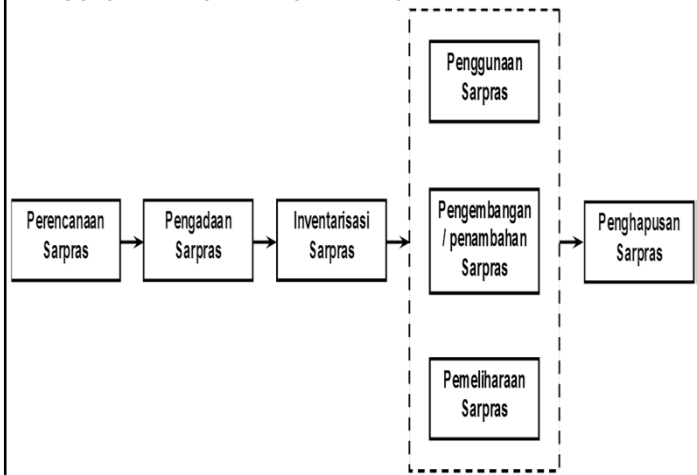 Perencanaan
Sarpras
Pengadaan
Sarpras
Inventarisasi
Sarpras
Penggunaan
Sarpras
Pengembangan
/ penambahan
Sarpras
Pemeliharaan
Sarpras
Penghapusan
Sarpras